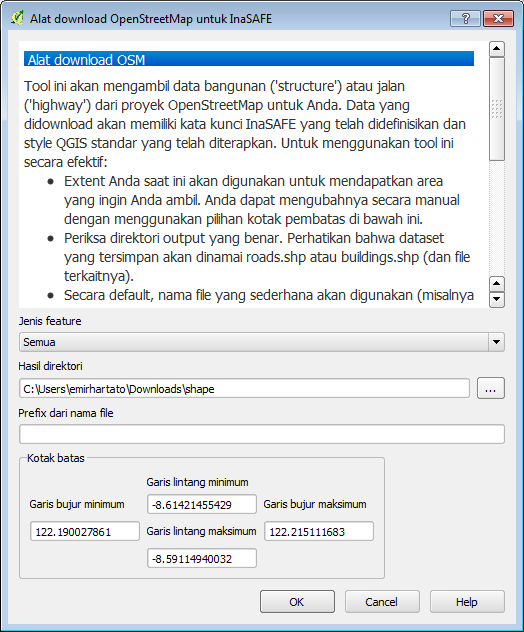 Alat download OpenStreetMap untuk InaSAFE
Alat download OSM
Tool ini akan mengambil data bangunan ('structure') atau jalan
('highway') dari proyek OpenStreetMap untuk Anda. Data yang
didownload akan memiliki kata kunci InaSAFE yang telah didefinisikan dan
style QGIS standar yang telah diterapkan. Untuk menggunakan tool ini
secara efektif:
• Extent Anda saat ini akan digunakan untuk mendapatkan area
yang ingin Anda ambil. Anda dapat mengubahnya secara manual
dengan menggunakan pilihan kotak pembatas di bawah ini.
• Periksa direktori output yang benar. Perhatikan bahwa dataset
yang tersimpan akan dinamai roads.shp atau buildings.shp (dan file
terkaitnya).
• Secara default, nama file yang sederhana akan digunakan (misalnya
Jenis feature
Semua
Hasil direktori
C:\Users\emirhartato\Downloads\shape
...
Prefix dari nama file
Kotak batas
Garis lintang minimum
Garis bujur minimum
-8.61421455429
Garis bujur maksimum
122.190027861
Garis lintang maksimum
122.215111683
-8.59114940032
OK
Cancel
Help